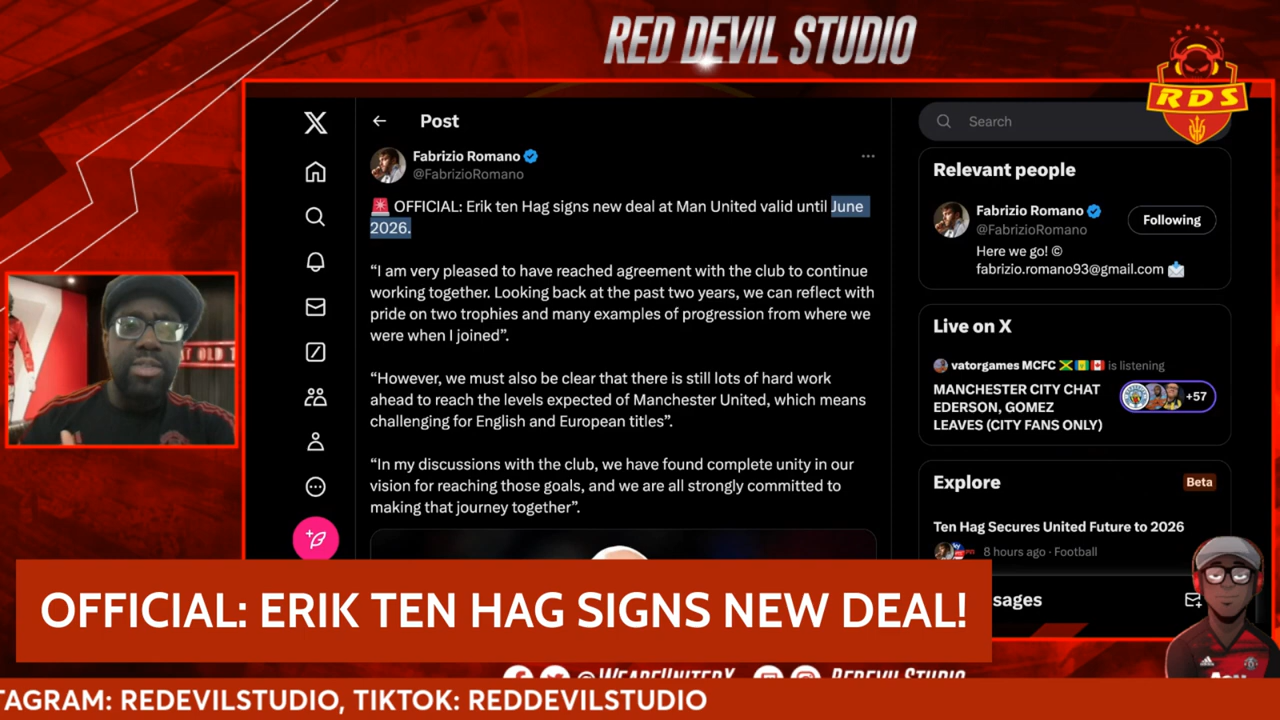 RED DEVIL STUDIO
RDS
Post
Search
Fabrizio Romano
@FabrizioRomano
🚨 OFFICIAL: Erik ten Hag signs new deal at Man United valid until June
2026.
“I am very pleased to have reached agreement with the club to continue
working together. Looking back at the past two years, we can reflect with
pride on two trophies and many examples of progression from where we
were when I joined”.
“However, we must also be clear that there is still lots of hard work
ahead to reach the levels expected of Manchester United, which means
challenging for English and European titles”.
“In my discussions with the club, we have found complete unity in our
vision for reaching those goals, and we are all strongly committed to
making that journey together”.
Relevant people
Fabrizio Romano
@FabrizioRomano
Following
Here we go! ©
fabrizio.romano93@gmail.com 📩
Live on X
vatorgames MCFC 🇯🇲🇻🇨🇨🇦 is listening
MANCHESTER CITY CHAT
EDERSON, GOMEZ
LEAVES (CITY FANS ONLY)
+57
Explore
Beta
Ten Hag Secures United Future to 2026
8 hours ago · Football
sages
OLD T
OFFICIAL: ERIK TEN HAG SIGNS NEW DEAL!
@WEAREUNITEDX
REDEVIL STUDIO
TAGRAM: REDEVILSTUDIO, TIKTOK: REDDEVILSTUDIO